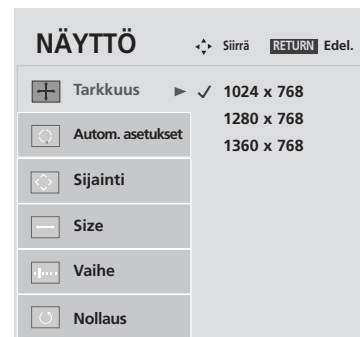 NÄYTTÖ Siirrä RETURN Edel.
Tarkkuus ► ✓ 1024 x 768
1280 x 768
Autom. asetukset
1360 x 768
Sijainti
Size
Vaihe
Nollaus